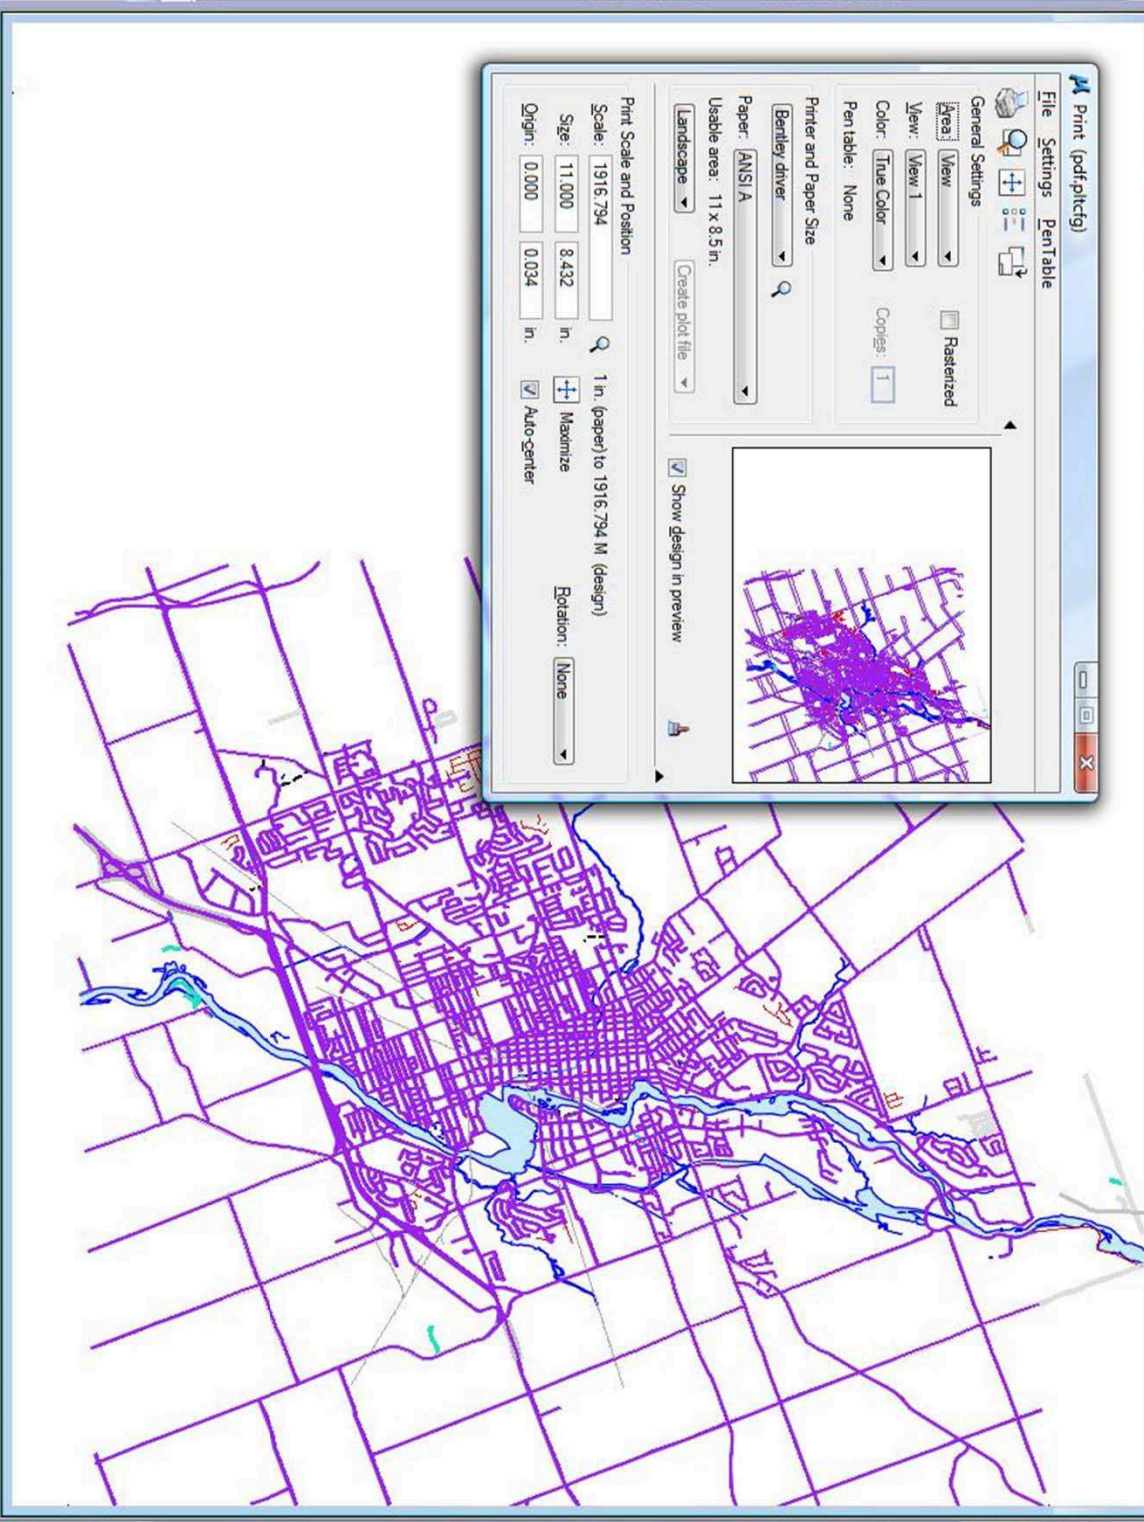 Print (pdf.pltcfg)
File Settings PenTable
General Settings
Area: View Rasterized
View: View 1
Color: True Color Copies: 1
Pen table: None
Printer and Paper Size
Bentley driver
Paper: ANSI A
Usable area: 11 x 8.5 in.
Landscape Create plot file
Show design in preview
Print Scale and Position
Scale: 1916.794 1 in. (paper) to 1916.794 M (design)
Size: 11.000 8.432 in. Maximize Rotation: None
Origin: 0.000 0.034 in. Auto-center